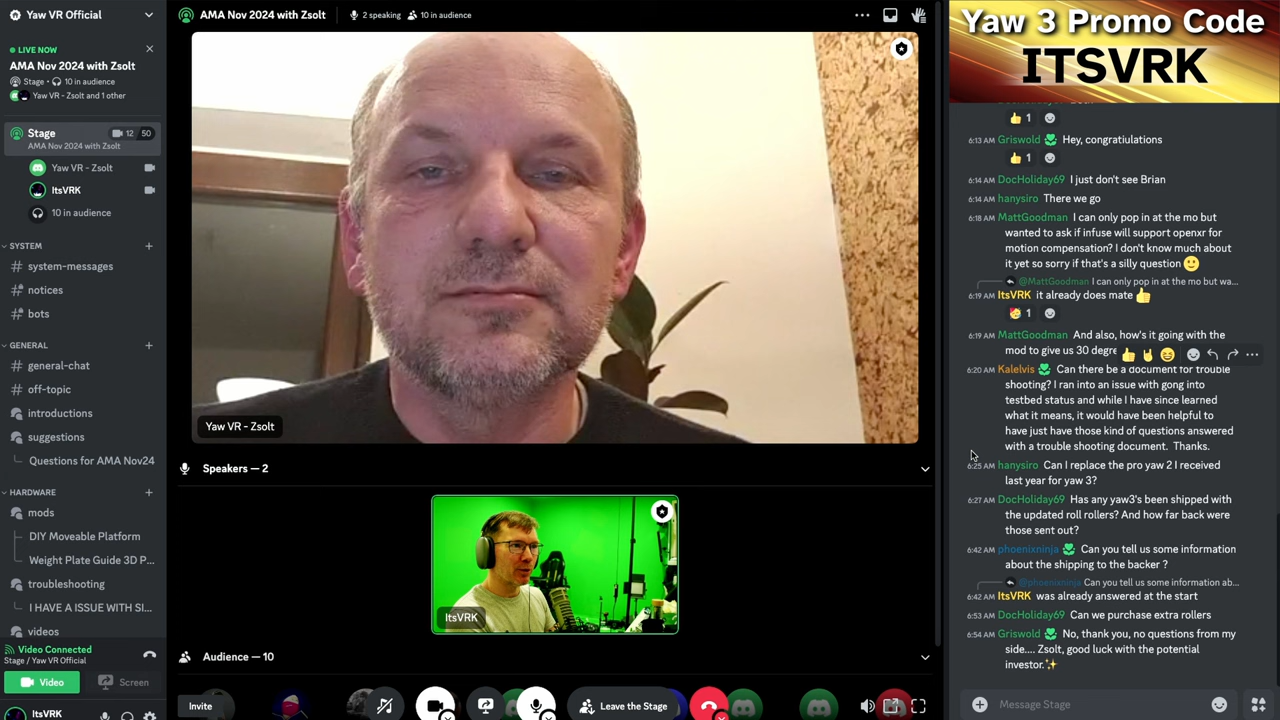 Yaw VR Official
LIVE NOW
AMA Nov 2024 with Zsolt
Stage • 10 in audience
Yaw VR - Zsolt and 1 other
Stage 12 50
AMA Nov 2024 with Zsolt
Yaw VR - Zsolt
ItsVRK
10 in audience
SYSTEM
system-messages
notices
bots
GENERAL
general-chat
off-topic
introductions
suggestions
Questions for AMA Nov24
HARDWARE
mods
DIY Moveable Platform
Weight Plate Guide 3D P...
troubleshooting
I HAVE A ISSUE WITH SI...
videos
Video Connected
Stage / Yaw VR Official
Video Screen
ItsVRK
AMA Nov 2024 with Zsolt 2 speaking 10 in audience
Yaw VR - Zsolt
Speakers — 2
ItsVRK
Audience — 10
Invite
Leave the Stage
Yaw 3 Promo Code
ITSVRK
1
6:13 AM Griswold Hey, congratiulations
1
6:14 AM DocHoliday69 I just don't see Brian
6:14 AM hanysiro There we go
6:18 AM MattGoodman I can only pop in at the mo but
wanted to ask if infuse will support openxr for
motion compensation? I don't know much about
it yet so sorry if that's a silly question
@MattGoodman I can only pop in at the mo but wa...
6:19 AM ItsVRK it already does mate
1
6:19 AM MattGoodman And also, how's it going with the
mod to give us 30 degre
6:20 AM Kalelvis Can there be a document for trouble
shooting? I ran into an issue with gong into
testbed status and while I have since learned
what it means, it would have been helpful to
have just have those kind of questions answered
with a trouble shooting document. Thanks.
6:25 AM hanysiro Can I replace the pro yaw 2 I received
last year for yaw 3?
6:27 AM DocHoliday69 Has any yaw3's been shipped with
the updated roll rollers? And how far back were
those sent out?
6:42 AM phoenixninja Can you tell us some information
about the shipping to the backer ?
@phoenixninja Can you tell us some information ab...
6:42 AM ItsVRK was already answered at the start
6:53 AM DocHoliday69 Can we purchase extra rollers
6:54 AM Griswold No, thank you, no questions from my
side.... Zsolt, good luck with the potential
investor.
Message Stage